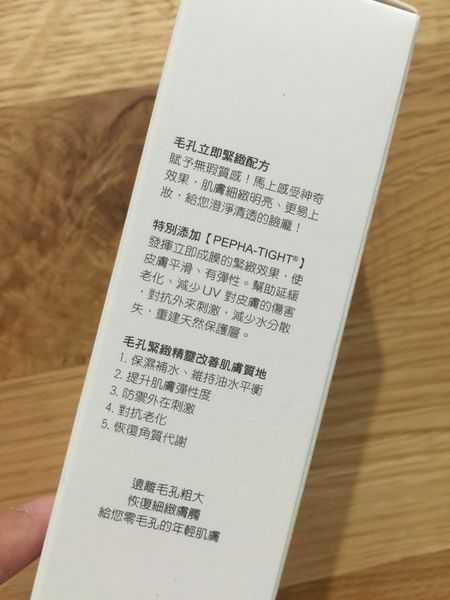 毛孔立即緊緻配方
賦予無瑕質感！馬上感受神奇
效果，肌膚細緻明亮、更易上
妝，給您澄淨清透的臉龐！
特別添加【PEPHA-TIGHT®】
發揮立即成膜的緊緻效果，使
皮膚平滑、有彈性。幫助延緩
老化、減少UV 對皮膚的傷害
，對抗外來刺激，減少水分散
失，重建天然保護層。
毛孔緊緻精靈改善肌膚質地
1. 保濕補水、維持油水平衡
2. 提升肌膚彈性度
3. 防禦外在刺激
4. 對抗老化
5. 恢復角質代謝
遠離毛孔粗大
恢復細緻膚觸
給您零毛孔的年輕肌膚